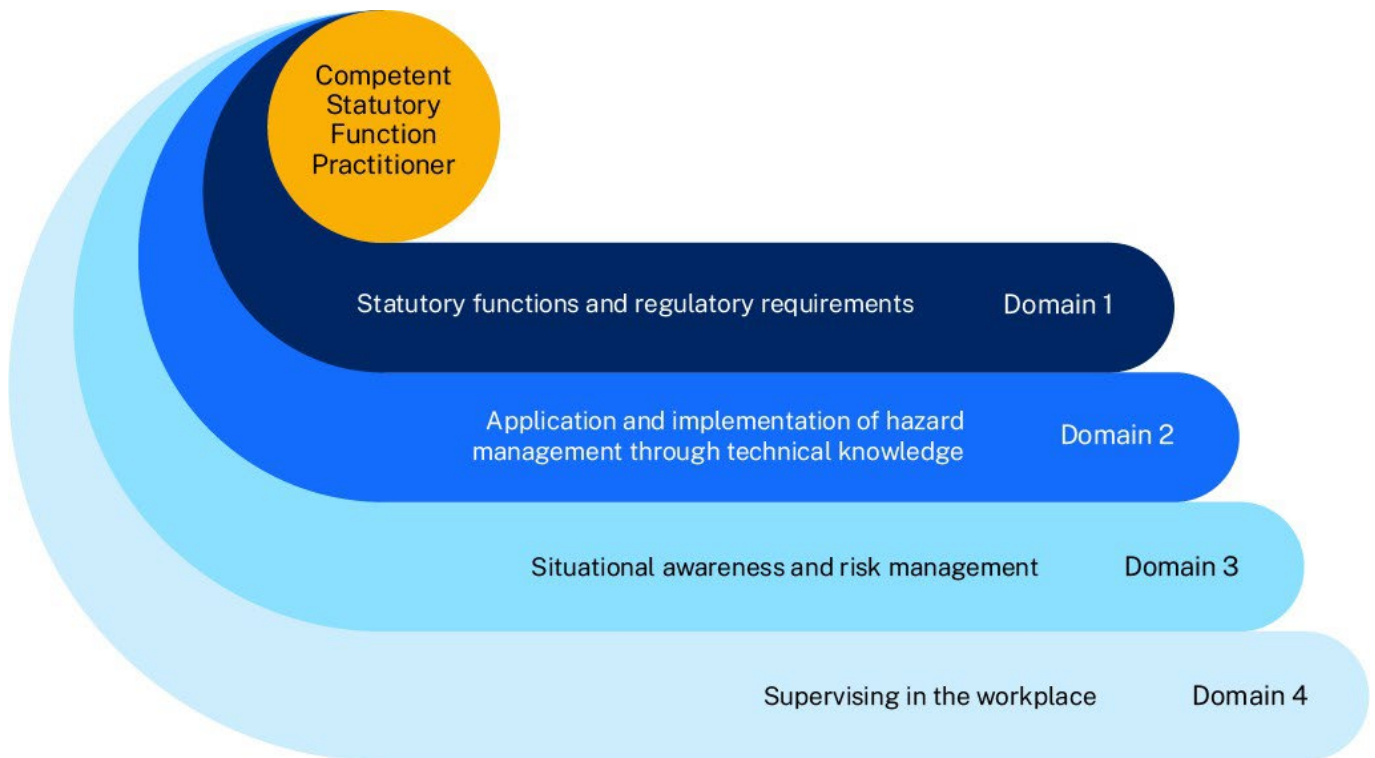 Competent
Statutory
Function
Practitioner
Statutory functions and regulatory requirements Domain 1
Application and implementation of hazard
management through technical knowledge
Domain 2
Situational awareness and risk management Domain 3
Supervising in the workplace Domain 4